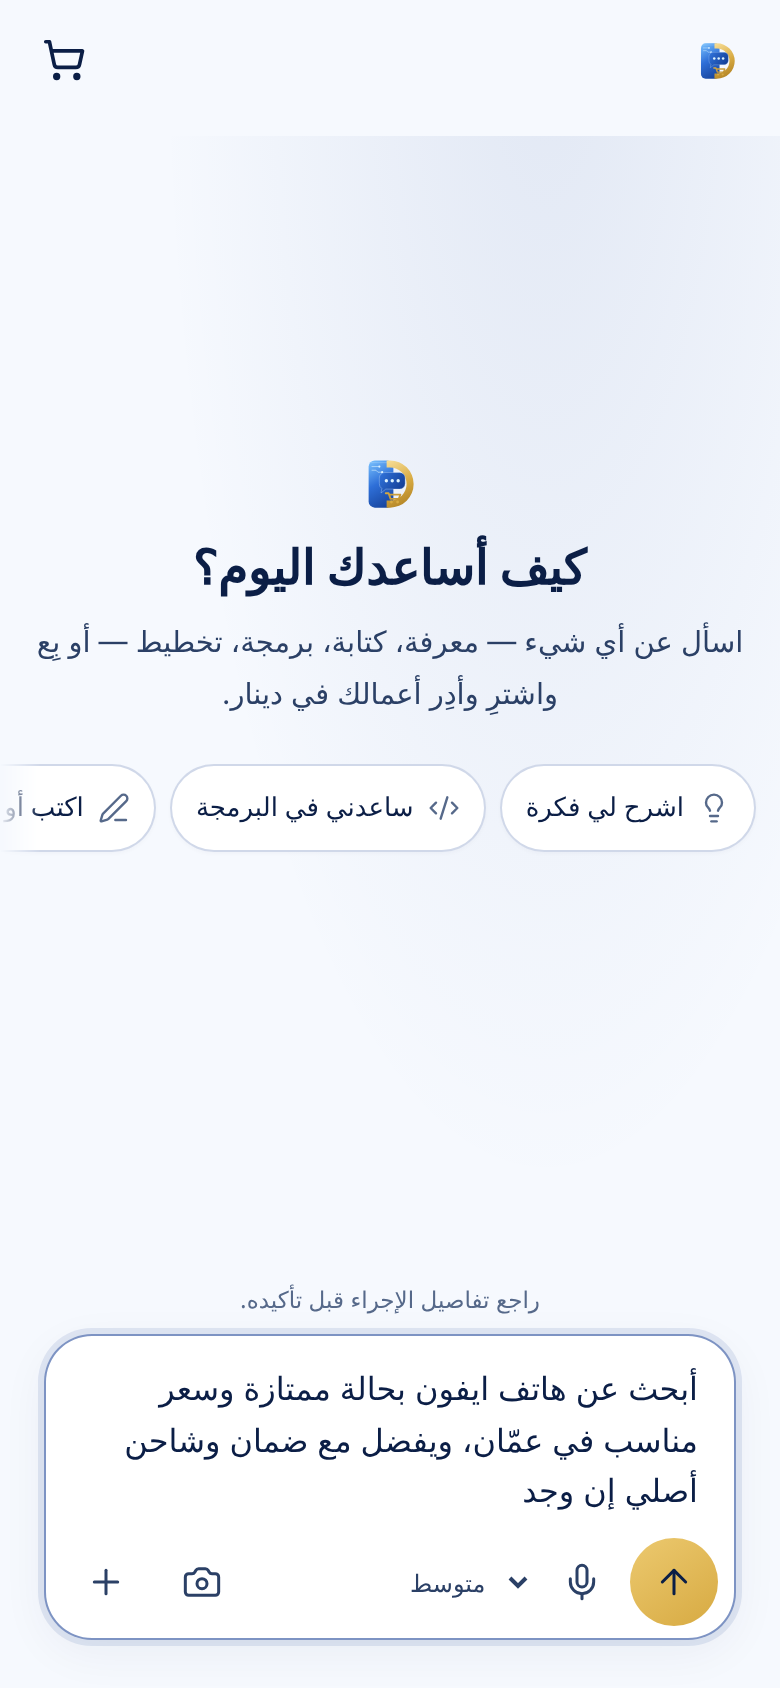 كيف أساعدك اليوم؟
اسأل عن أي شيء — معرفة، كتابة، برمجة، تخطيط — أو بِع
واشترِ وأدِر أعمالك في دينار.
اشرح لي فكرة
ساعدني في البرمجة
اكتب أو
راجع تفاصيل الإجراء قبل تأكيده.
أبحث عن هاتف ايفون بحالة ممتازة وسعر
مناسب في عمّان، ويفضل مع ضمان وشاحن
أصلي إن وجد
متوسط